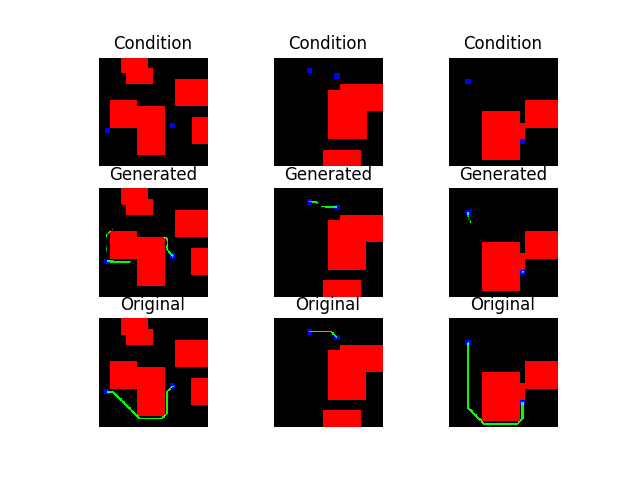 Condition Condition Condition
Generated Generated Generated
Original Original Original